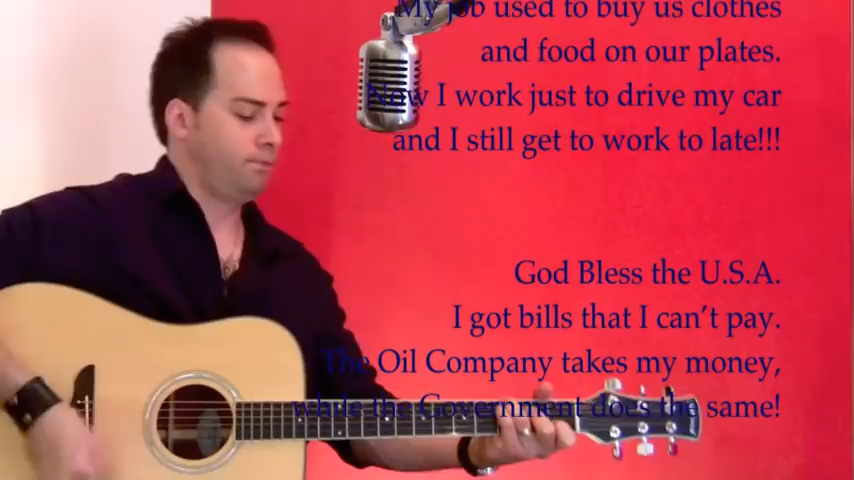 My job used to buy us clothes
and food on our plates.
Now I work just to drive my car
and I still get to work to late!!!
God Bless the U.S.A.
I got bills that I can’t pay.
The Oil Company takes my money,
while the Government does the same!